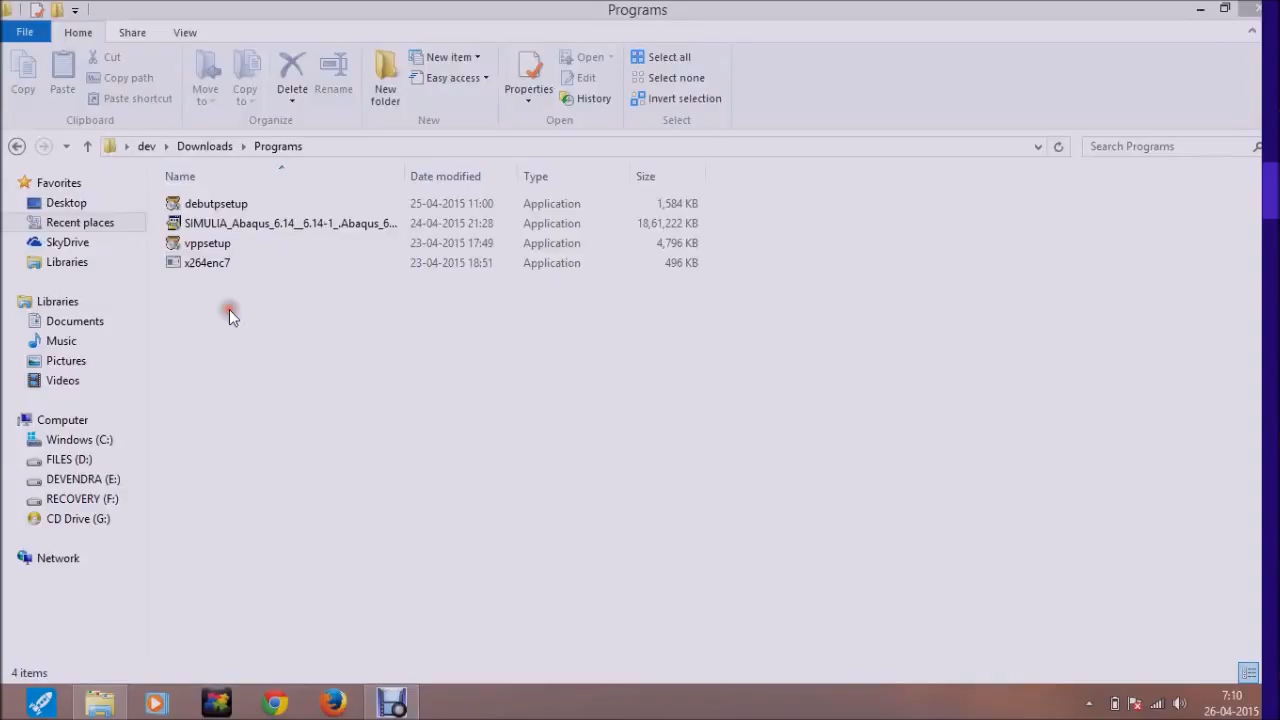 Programs
File Home Share View
Cut
Copy path
Paste shortcut
Copy Paste
Clipboard
Move to Copy to Delete Rename
Organize
New folder
New item
Easy access
New
Properties
Open
Edit
History
Open
Select all
Select none
Invert selection
Select
dev Downloads Programs
Search Programs
Name Date modified Type Size
debutpsetup 25-04-2015 11:00 Application 1,584 KB
SIMULIA_Abaqus_6.14__6.14-1_.Abaqus_6... 24-04-2015 21:28 Application 18,61,222 KB
vppsetup 23-04-2015 17:49 Application 4,796 KB
x264enc7 23-04-2015 18:51 Application 496 KB
Favorites
Desktop
Recent places
SkyDrive
Libraries
Libraries
Documents
Music
Pictures
Videos
Computer
Windows (C:)
FILES (D:)
DEVENDRA (E:)
RECOVERY (F:)
CD Drive (G:)
Network
4 items
7:10
26-04-2015